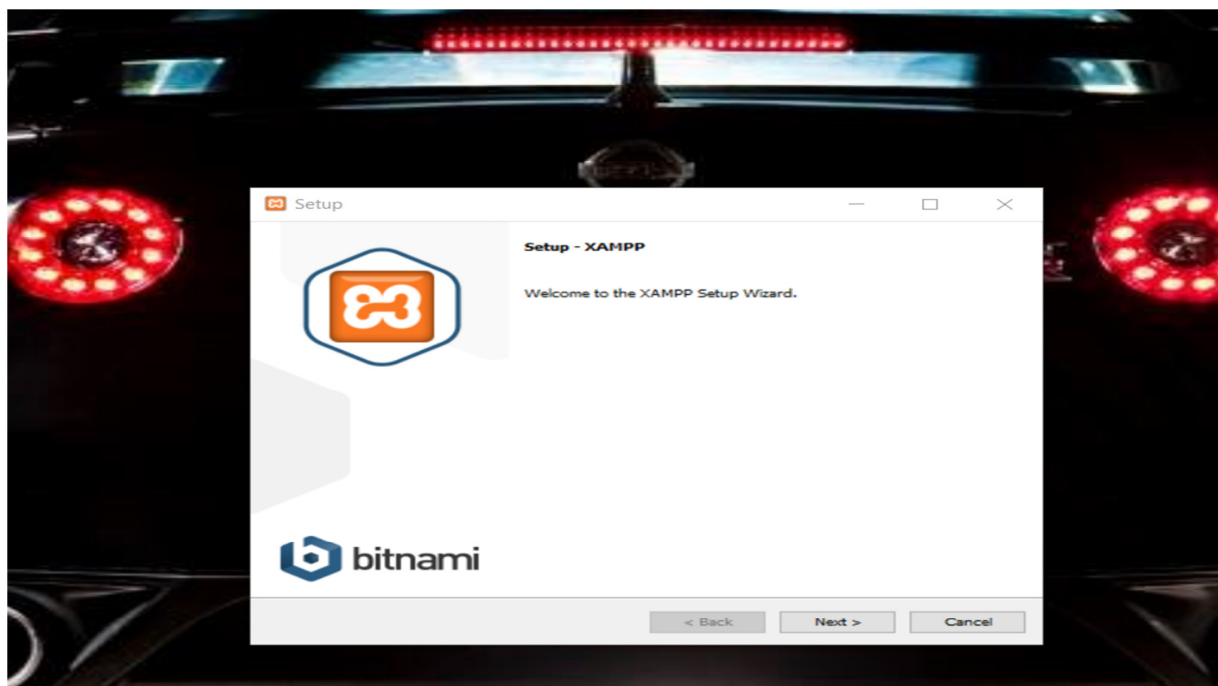 Setup
Setup - XAMPP
Welcome to the XAMPP Setup Wizard.
bitnami
< Back
Next >
Cancel